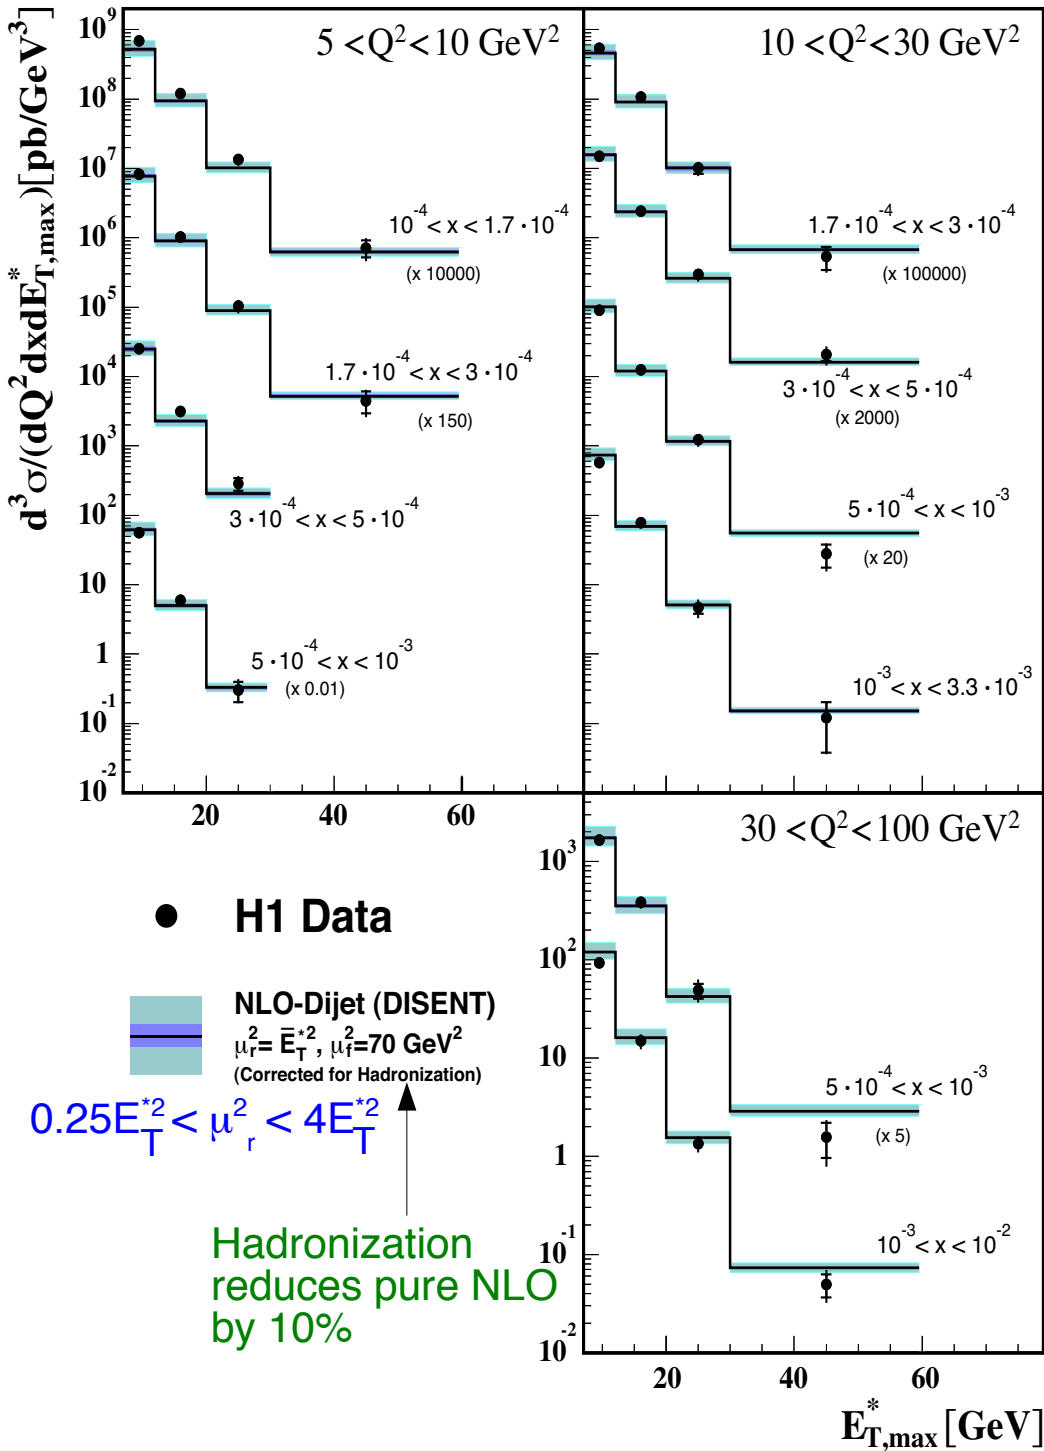 d³σ/(dQ²dxdE*T,max)[pb/GeV³]
5 <Q²<10 GeV²
10⁹
10⁸
10⁷
10⁶
10⁵
10⁴
10³
10²
10
1
10⁻¹
10⁻²
10⁻⁴< x < 1.7·10⁻⁴
(x 10000)
1.7·10⁻⁴< x < 3·10⁻⁴
(x 150)
3·10⁻⁴< x < 5·10⁻⁴
5·10⁻⁴< x < 10⁻³
(x 0.01)
20 40 60
10 <Q²<30 GeV²
1.7·10⁻⁴< x < 3·10⁻⁴
(x 100000)
3·10⁻⁴< x < 5·10⁻⁴
(x 2000)
5·10⁻⁴< x < 10⁻³
(x 20)
10⁻³< x < 3.3·10⁻³
30 <Q²<100 GeV²
10³
10²
10
1
10⁻¹
10⁻²
5·10⁻⁴< x < 10⁻³
(x 5)
10⁻³< x < 10⁻²
20 40 60
E*T,max [GeV]
H1 Data
NLO-Dijet (DISENT)
μr²= ĒT*², μf²=70 GeV²
(Corrected for Hadronization)
0.25ET*²< μr² < 4ET*²
Hadronization
reduces pure NLO
by 10%